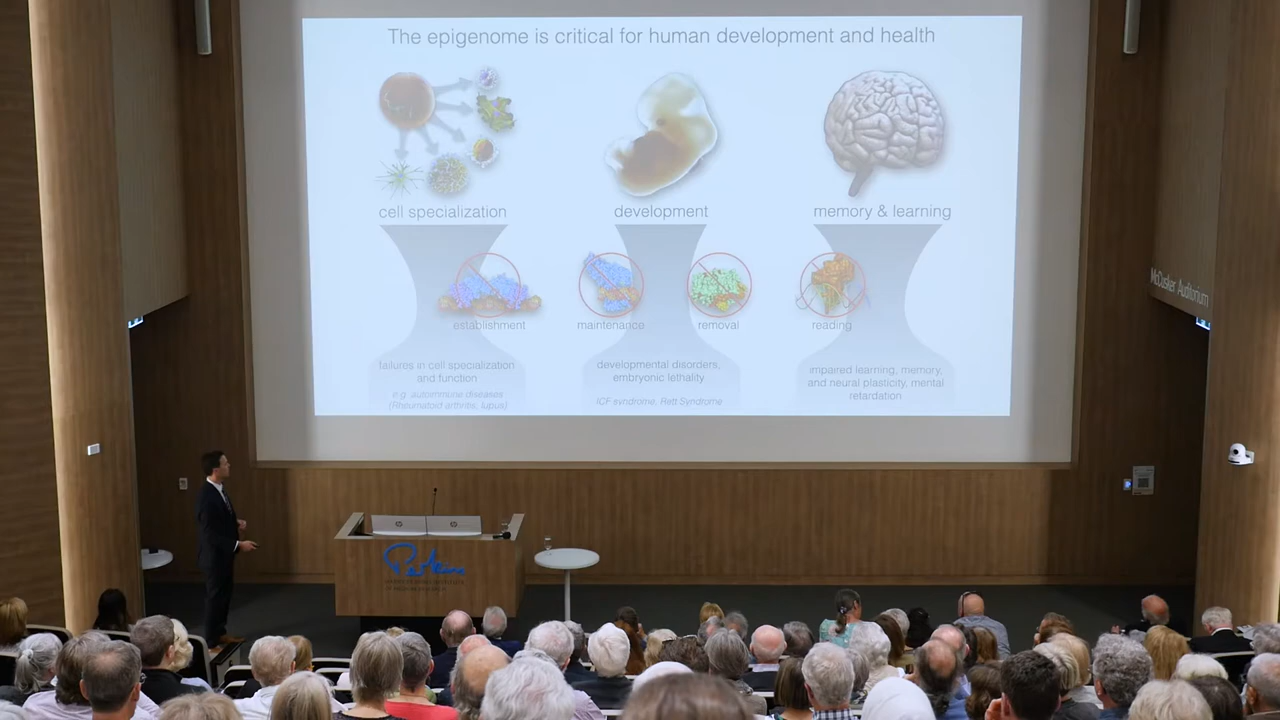 The epigenome is critical for human development and health
cell specialization
development
memory & learning
establishment
maintenance
removal
reading
failures in cell specialization
and function
e.g. autoimmune diseases
(Rheumatoid arthritis, lupus)
developmental disorders,
embryonic lethality
ICF syndrome, Rett Syndrome
impaired learning, memory,
and neural plasticity, mental
retardation
McCusker Auditorium
Perkins